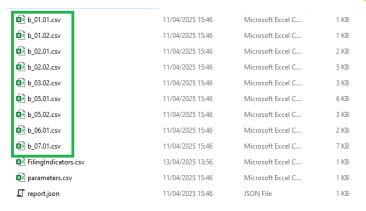 b_01.01.csv 11/04/2025 15:46 Microsoft Excel C... 1 KB
b_01.02.csv 11/04/2025 15:46 Microsoft Excel C... 1 KB
b_02.01.csv 11/04/2025 15:46 Microsoft Excel C... 2 KB
b_02.02.csv 11/04/2025 15:46 Microsoft Excel C... 5 KB
b_03.02.csv 11/04/2025 15:46 Microsoft Excel C... 3 KB
b_05.01.csv 11/04/2025 15:46 Microsoft Excel C... 6 KB
b_05.02.csv 11/04/2025 15:46 Microsoft Excel C... 3 KB
b_06.01.csv 11/04/2025 15:46 Microsoft Excel C... 2 KB
b_07.01.csv 11/04/2025 15:46 Microsoft Excel C... 7 KB
FilingIndicators.csv 13/04/2025 13:56 Microsoft Excel C... 1 KB
parameters.csv 11/04/2025 15:46 Microsoft Excel C... 1 KB
report.json 11/04/2025 15:46 JSON File 1 KB